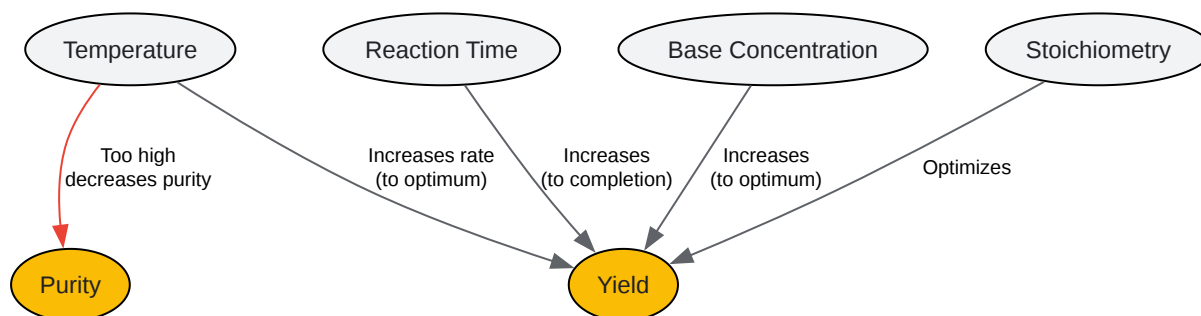 Temperature
Reaction Time
Base Concentration
Stoichiometry
Too high
decreases purity
Increases rate
(to optimum)
Increases
(to completion)
Increases
(to optimum)
Optimizes
Purity
Yield